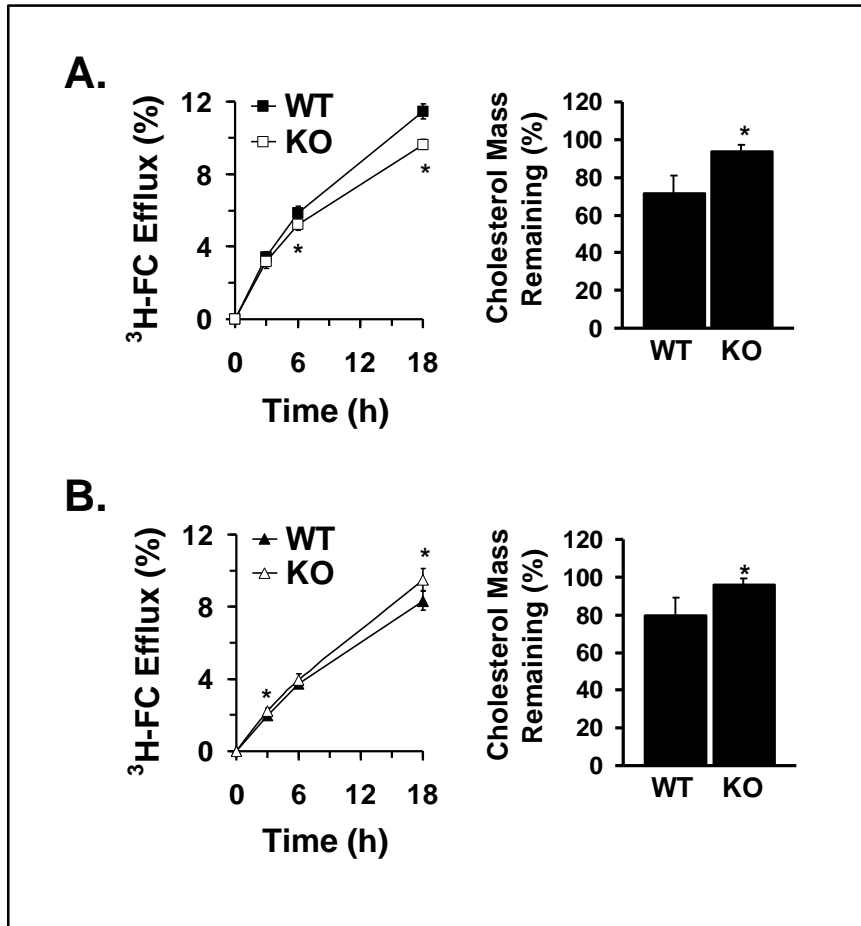 A.
³H-FC Efflux (%)
12
8
4
0
WT
KO
*
*
0 6 12 18
Time (h)
Cholesterol Mass
Remaining (%)
120
100
80
60
40
20
0
*
WT KO
B.
³H-FC Efflux (%)
12
8
4
0
WT
KO
*
*
0 6 12 18
Time (h)
Cholesterol Mass
Remaining (%)
120
100
80
60
40
20
0
*
WT KO